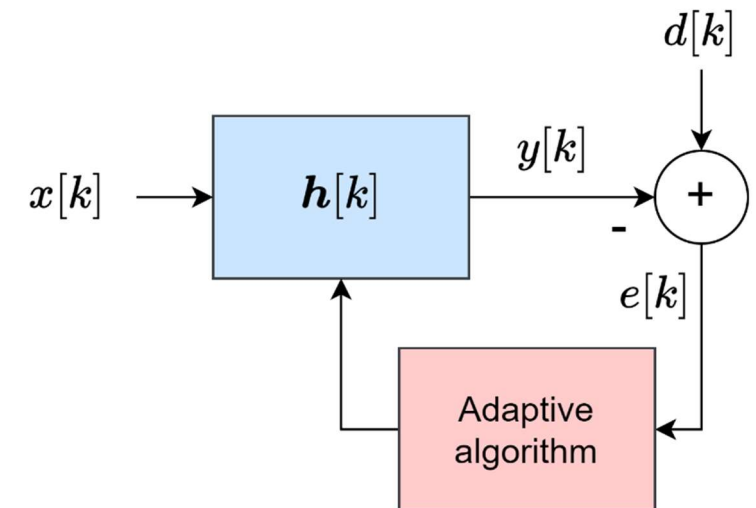 d[k]
x[k]
h[k]
y[k]
+
-
e[k]
Adaptive
algorithm